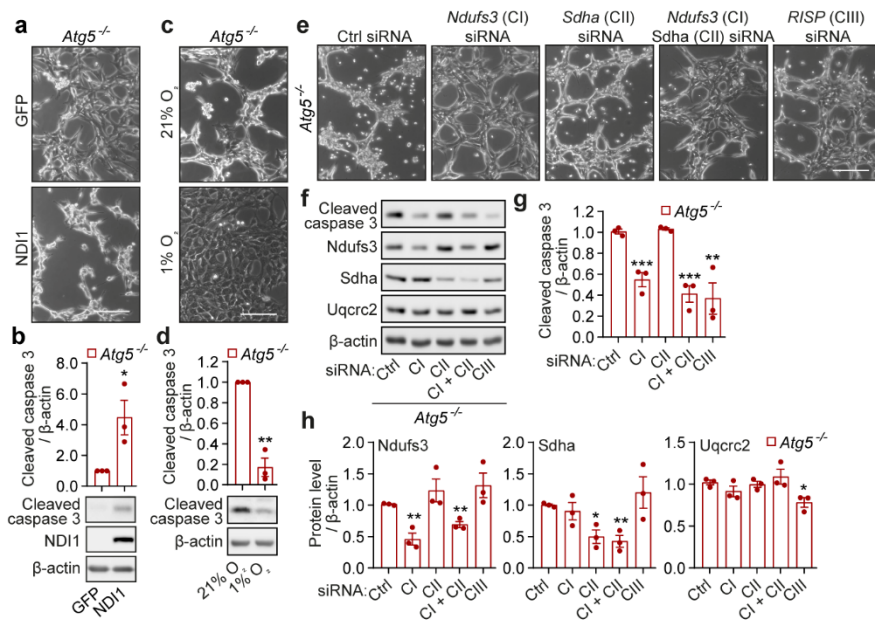 a
Atg5-/-
GFP
NDI1
b
Atg5-/-
Cleaved caspase 3
/ β-actin
6.0
4.0
2.0
0
*
Cleaved
caspase 3
NDI1
β-actin
GFP
NDI1
c
Atg5-/-
21% O2
1% O2
d
Atg5-/-
Cleaved caspase 3
/ β-actin
1.0
1.2
0.8
0.6
0.4
0.2
0
**
Cleaved
caspase 3
β-actin
21% O2
1% O2
e
Atg5-/-
Ctrl siRNA
Ndufs3 (CI)
siRNA
Sdha (CII)
siRNA
Ndufs3 (CI)
Sdha (CII) siRNA
RISP (CIII)
siRNA
f
Cleaved
caspase 3
Ndufs3
Sdha
Uqcrc2
β-actin
siRNA:
Ctrl
CI
CII
CI + CII
CIII
Atg5-/-
g
Atg5-/-
Cleaved caspase 3
/ β-actin
1.2
1.0
0.8
0.6
0.4
0.2
0
***
***
**
siRNA:
Ctrl
CI
CII
CI + CII
CIII
h
Protein level
/ β-actin
Ndufs3
2.0
1.5
1.0
0.5
0
**
**
siRNA:
Ctrl
CI
CII
CI + CII
CIII
Sdha
2.0
1.5
1.0
0.5
0
*
**
Ctrl
CI
CII
CI + CII
CIII
Uqcrc2
Atg5-/-
1.5
1.0
0.5
0
*
Ctrl
CI
CII
CI + CII
CIII